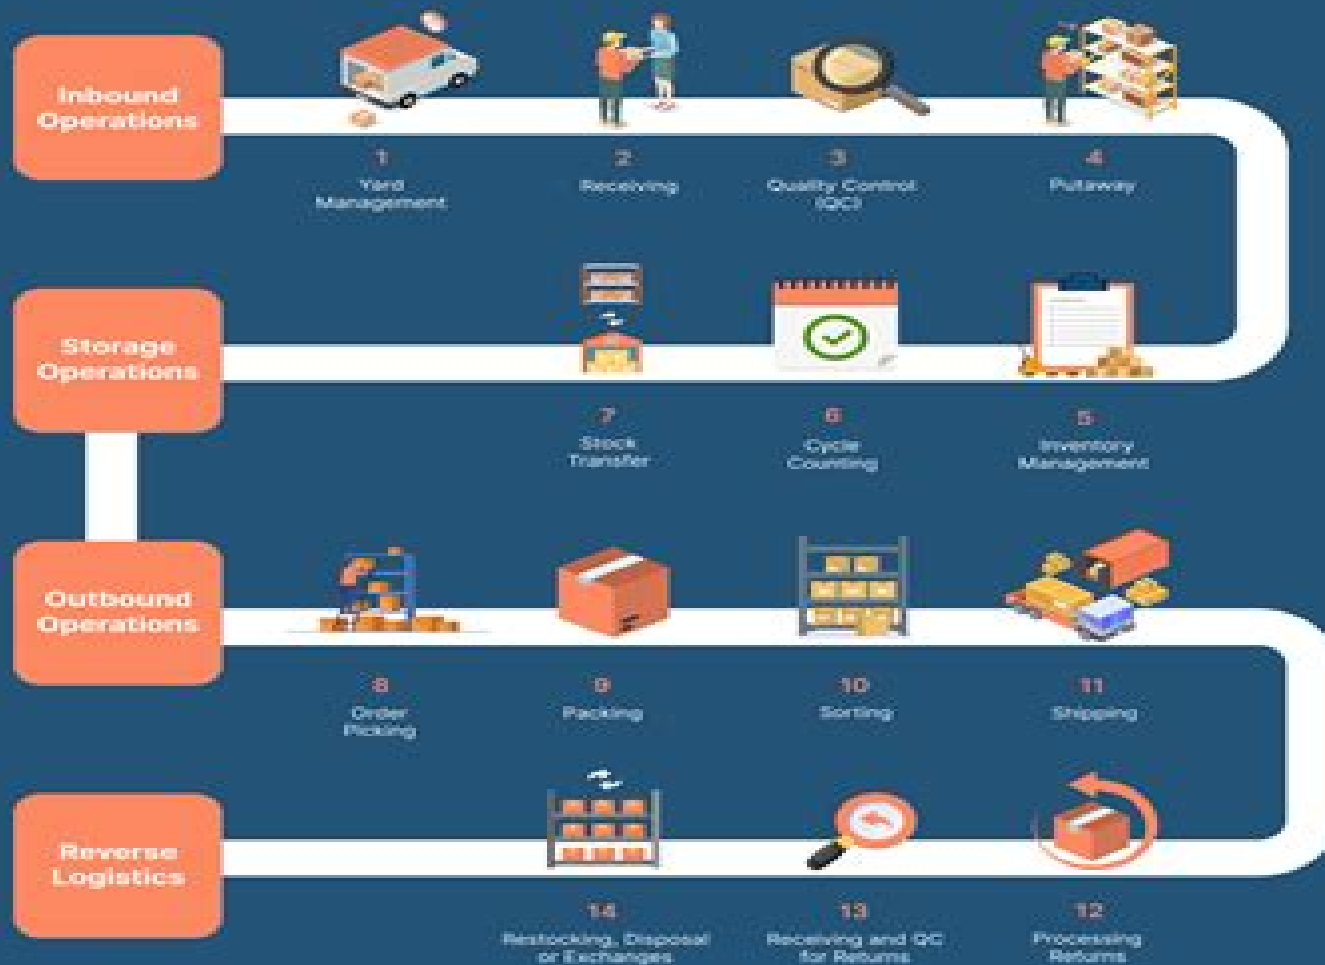 Inbound
Operations
1
Yard
Management
2
Receiving
3
Quality Control
(QC)
4
Putaway
Storage
Operations
7
Stock
Transfer
6
Cycle
Counting
5
Inventory
Management
Outbound
Operations
8
Order
Picking
9
Packing
10
Sorting
11
Shipping
Reverse
Logistics
14
Restocking, Disposal
or Exchanges
13
Receiving and QC
for Returns
12
Processing
Returns